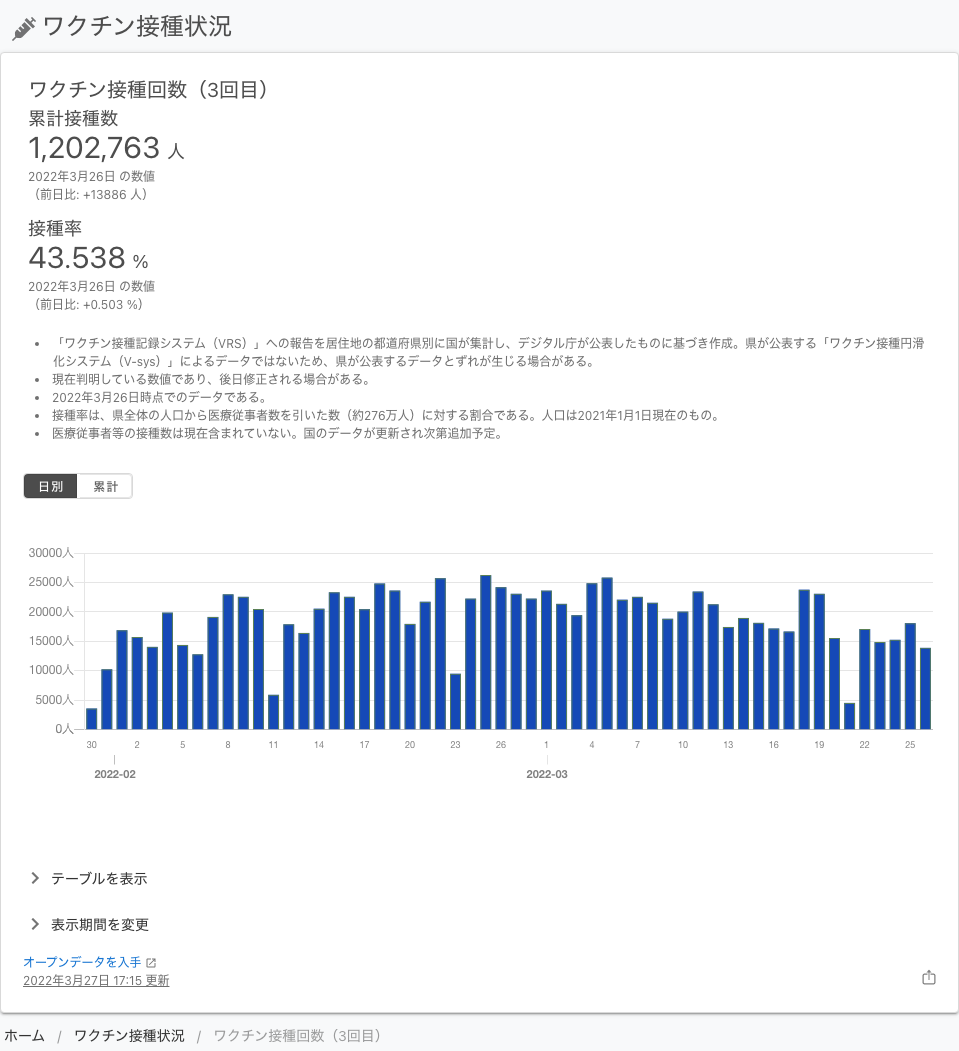 ワクチン接種状況
ワクチン接種回数（3回目）
累計接種数
1,202,763 人
2022年3月26日 の数値
（前日比: +13886 人）
接種率
43.538 %
2022年3月26日 の数値
（前日比: +0.503 %）
• 「ワクチン接種記録システム（VRS）」への報告を居住地の都道府県別に国が集計し、デジタル庁が公表したものに基づき作成。県が公表する「ワクチン接種円滑
化システム（V-sys）」によるデータではないため、県が公表するデータとずれが生じる場合がある。
• 現在判明している数値であり、後日修正される場合がある。
• 2022年3月26日時点でのデータである。
• 接種率は、県全体の人口から医療従事者数を引いた数（約276万人）に対する割合である。人口は2021年1月1日現在のもの。
• 医療従事者等の接種数は現在含まれていない。国のデータが更新され次第追加予定。
日別 累計
30000人
25000人
20000人
15000人
10000人
5000人
0人
30 2 5 8 11 14 17 20 23 26 1 4 7 10 13 16 19 22 25
2022-02 2022-03
テーブルを表示
表示期間を変更
オープンデータを入手
2022年3月27日 17:15 更新
ホーム / ワクチン接種状況 / ワクチン接種回数（3回目）